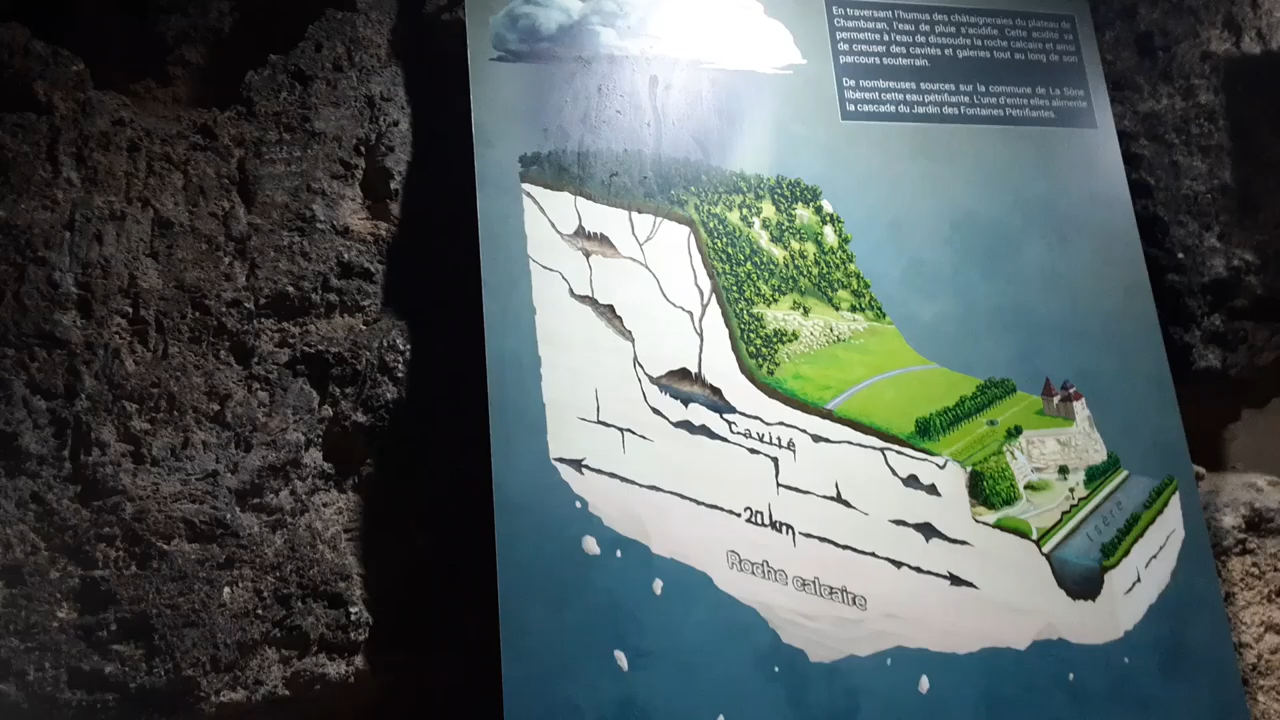 En traversant l'humus des châtaigneraies du plateau de
Chambaran, l'eau de pluie s'acidifie. Cette acidité va
permettre à l'eau de dissoudre la roche calcaire et ainsi
de creuser des cavités et galeries tout au long de son
parcours souterrain.
De nombreuses sources sur la commune de La Sône
libèrent cette eau pétrifiante. L'une d'entre elles alimente
la cascade du Jardin des Fontaines Pétrifiantes.
Cavité
20km
Isère
Roche calcaire